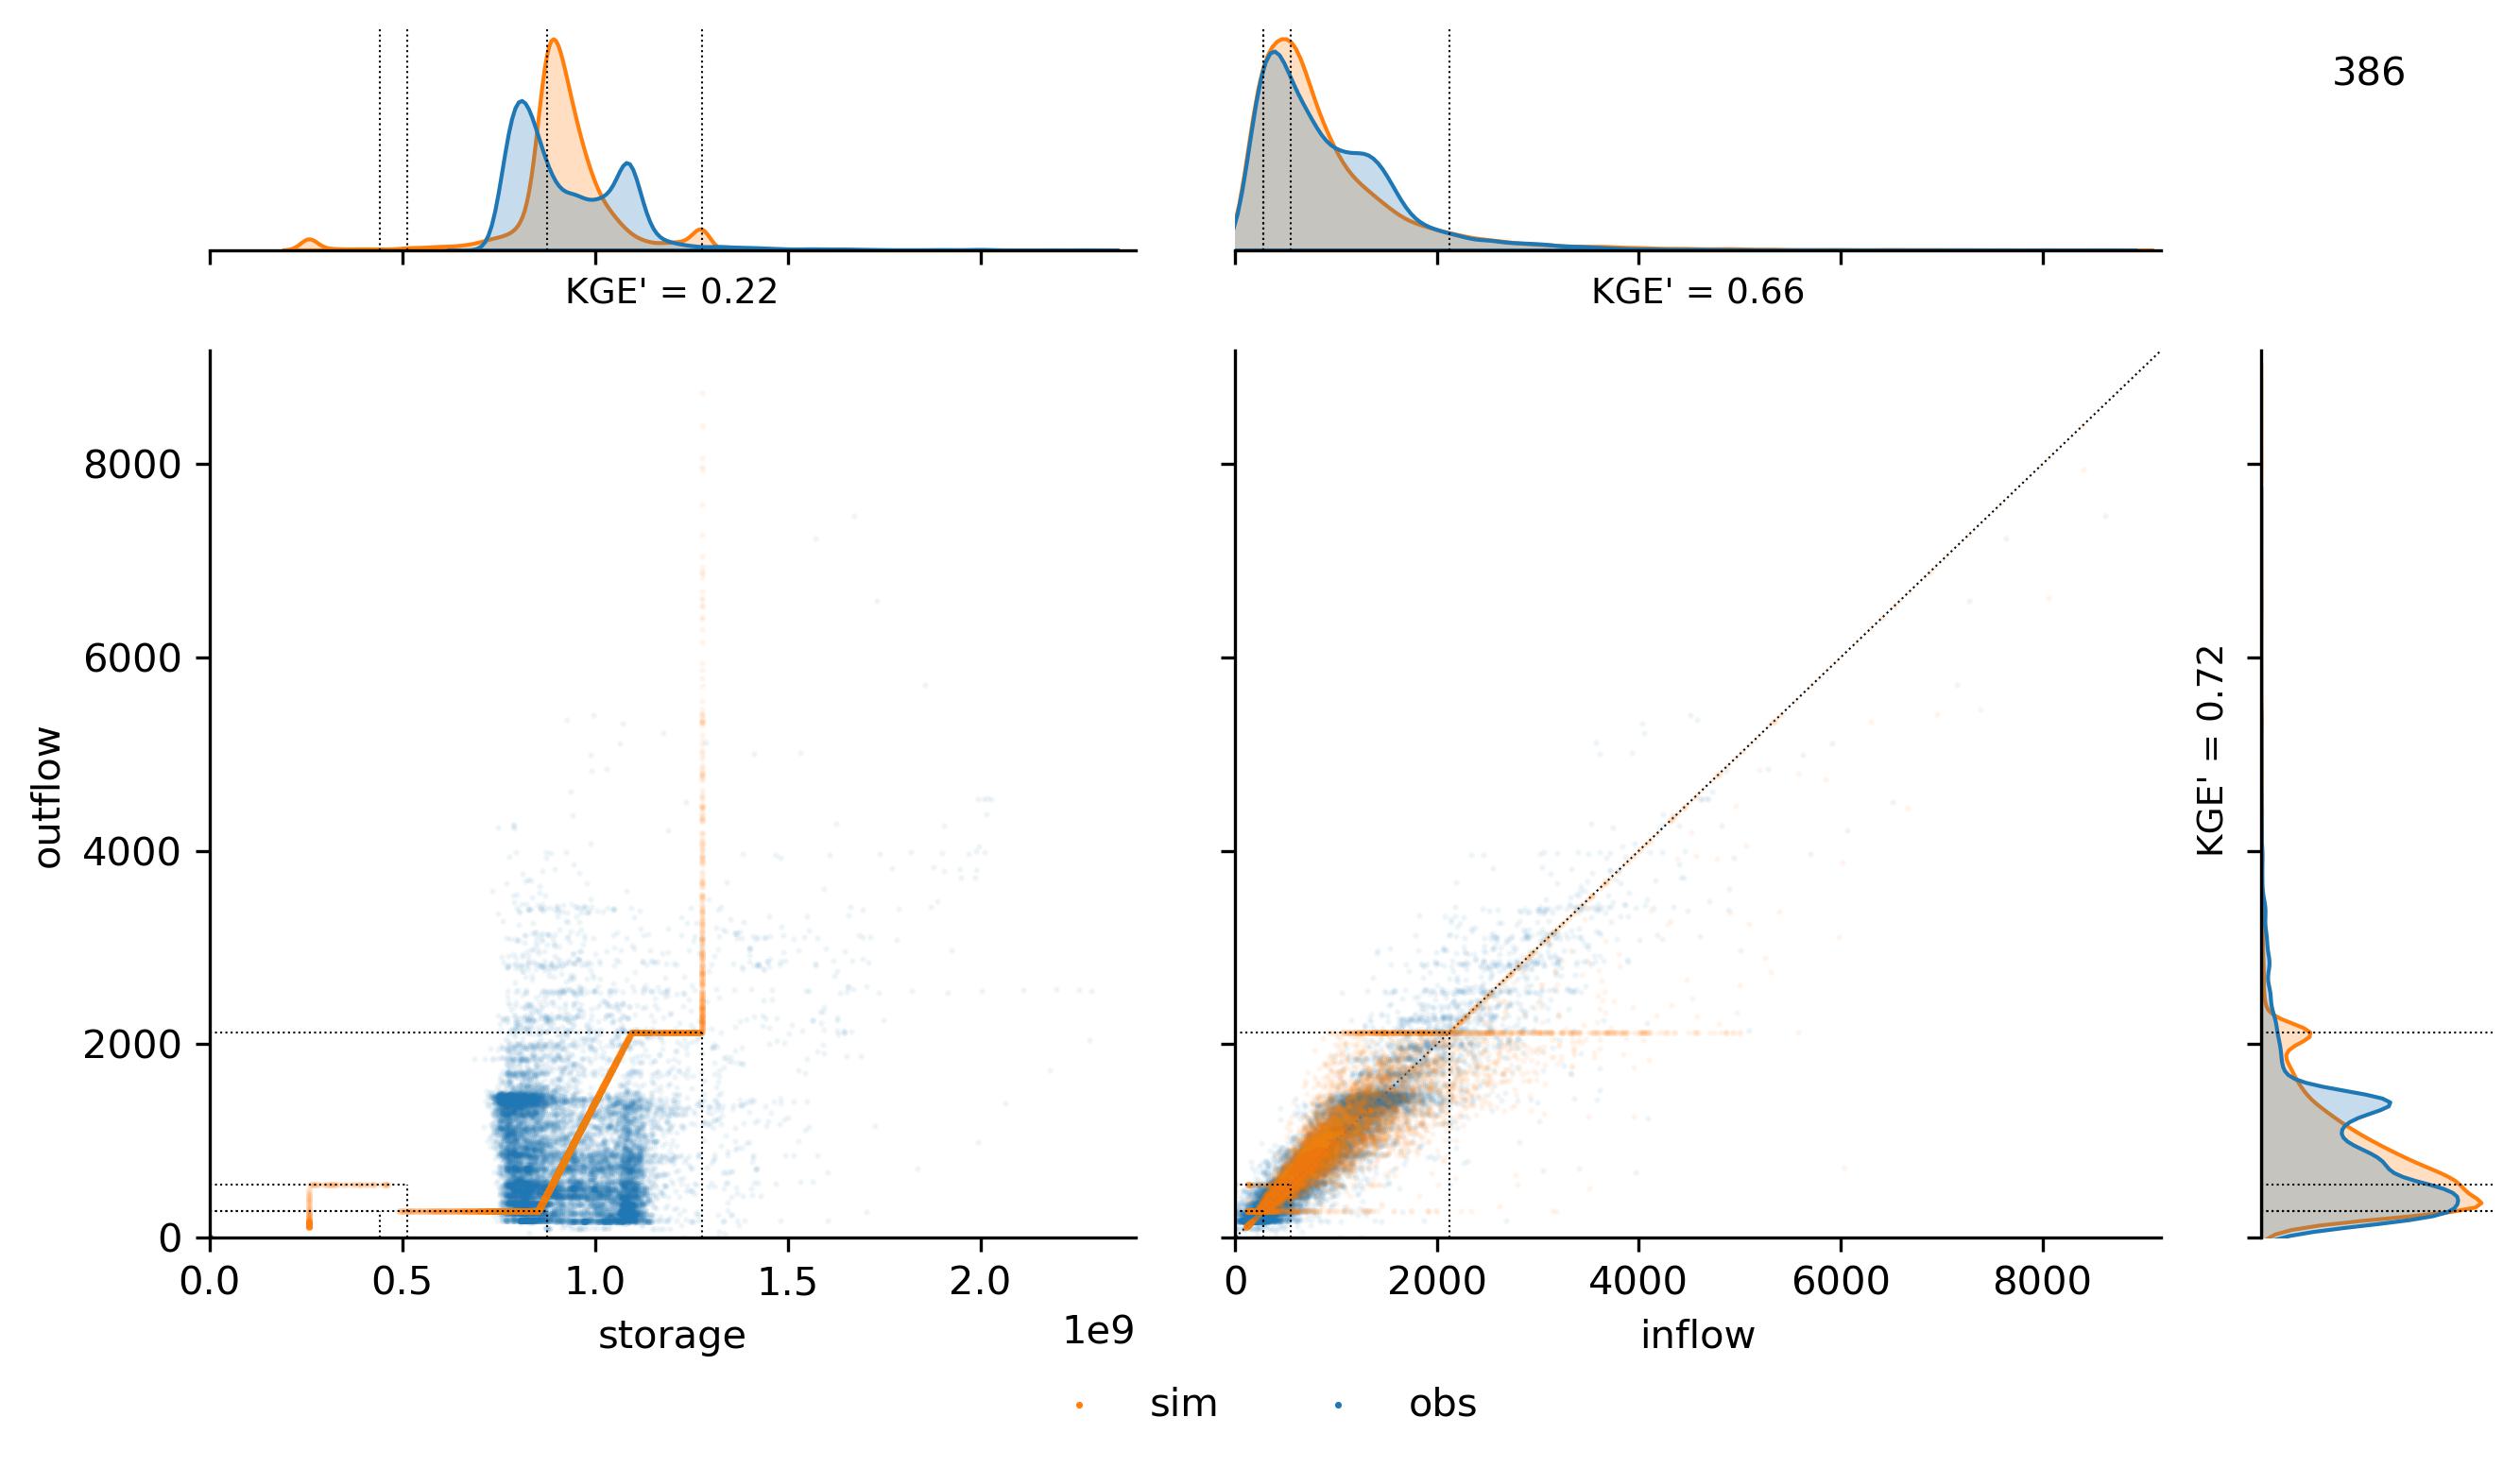 386
KGE' = 0.22
KGE' = 0.66
outflow
8000
6000
4000
2000
0
KGE' = 0.72
0.0 0.5 1.0 1.5 2.0
1e9
storage
0 2000 4000 6000 8000
inflow
sim obs